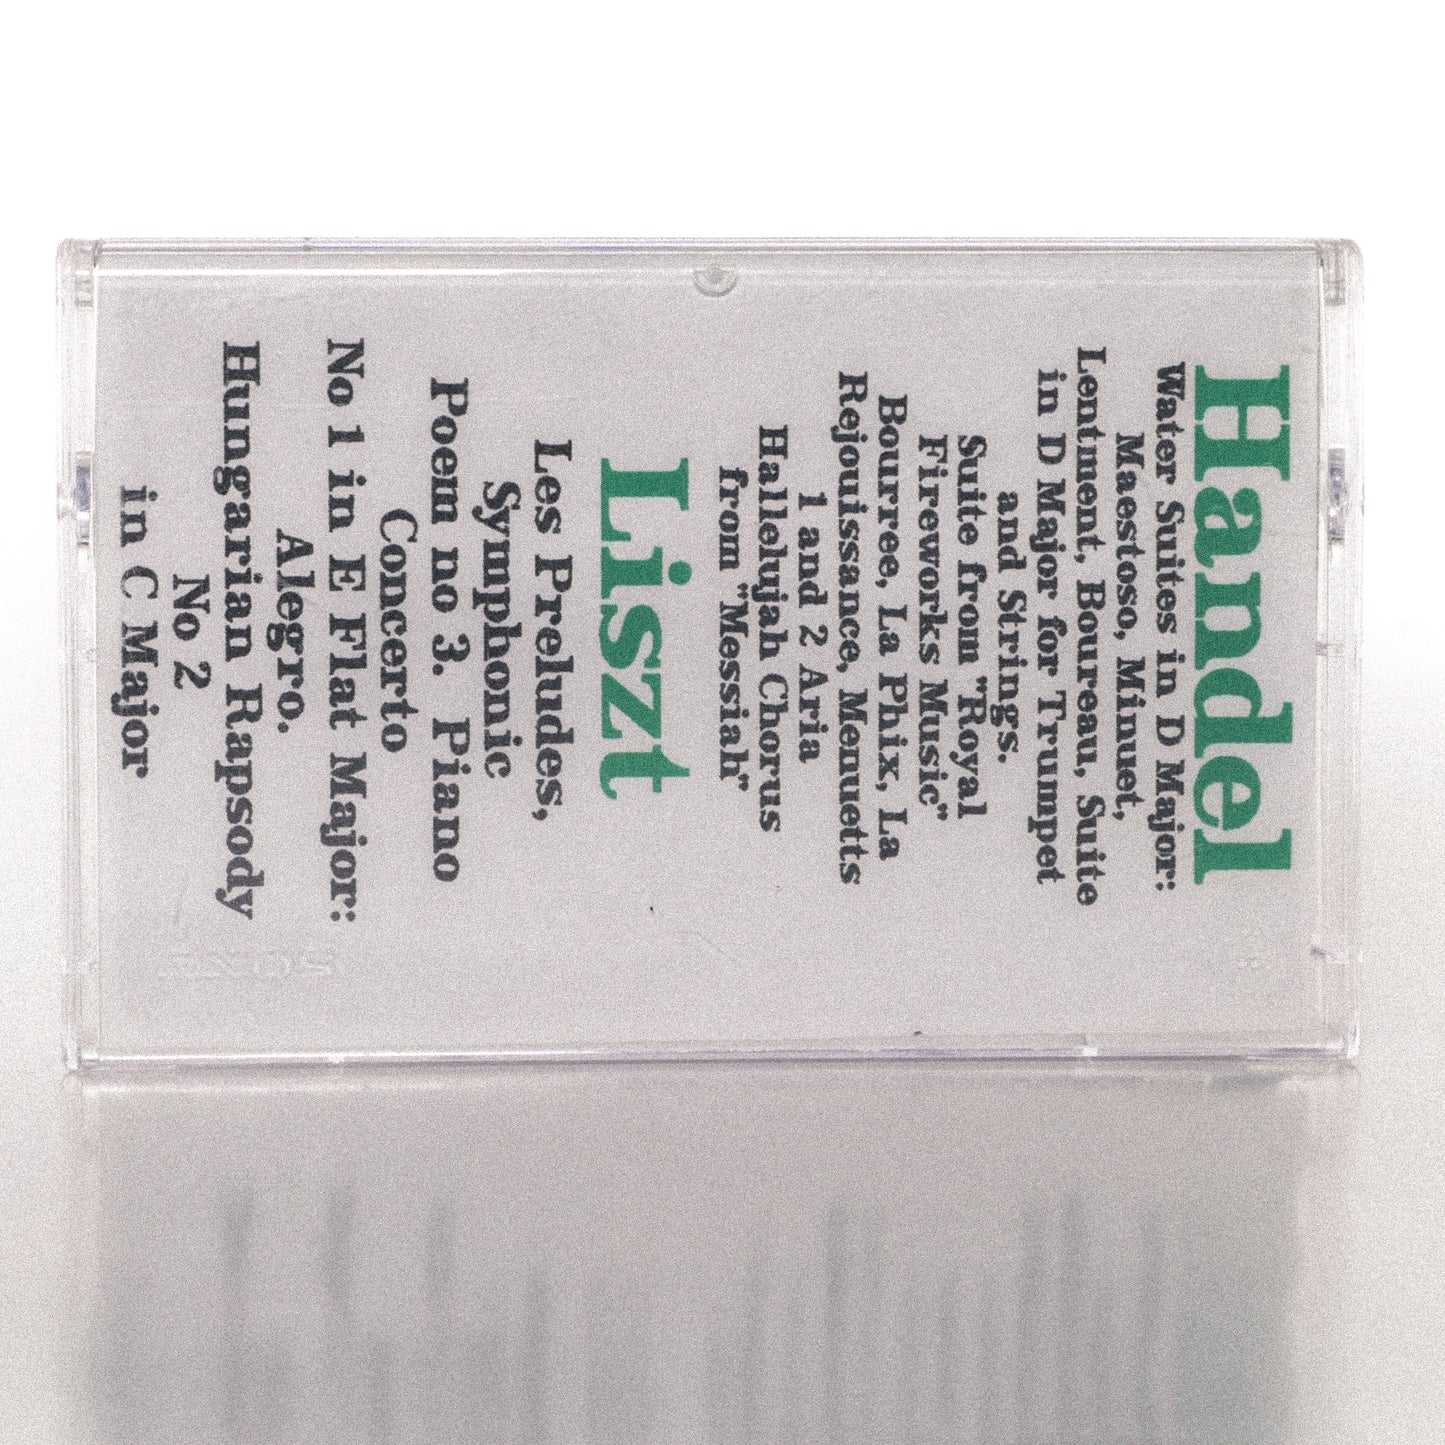 Handel
Water Suites in D Major:
Maestoso, Minuet,
Lentment, Boureau, Suite
in D Major for Trumpet
and Strings.
Suite from "Royal
Fireworks Music"
Bourree, La Phix, La
Rejouissance, Menuetts
1 and 2 Aria
Hallelujah Chorus
from "Messiah"
Liszt
Les Preludes,
Symphonic
Poem no 3. Piano
Concerto
No 1 in E Flat Major:
Alegro.
Hungarian Rapsody
No 2
in C Major